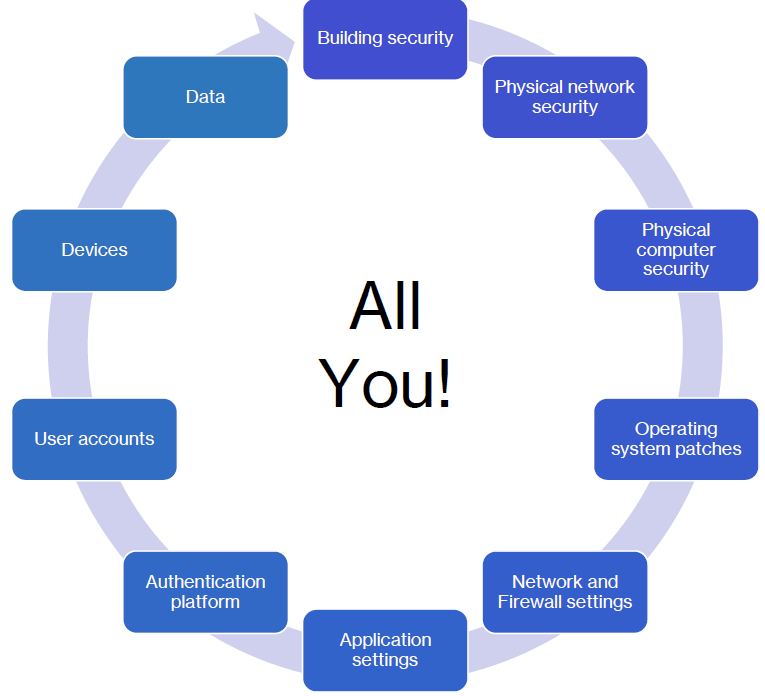 Building security
Physical network
security
Physical
computer
security
Operating
system patches
Network and
Firewall settings
Application
settings
Authentication
platform
User accounts
Devices
Data
All
You!